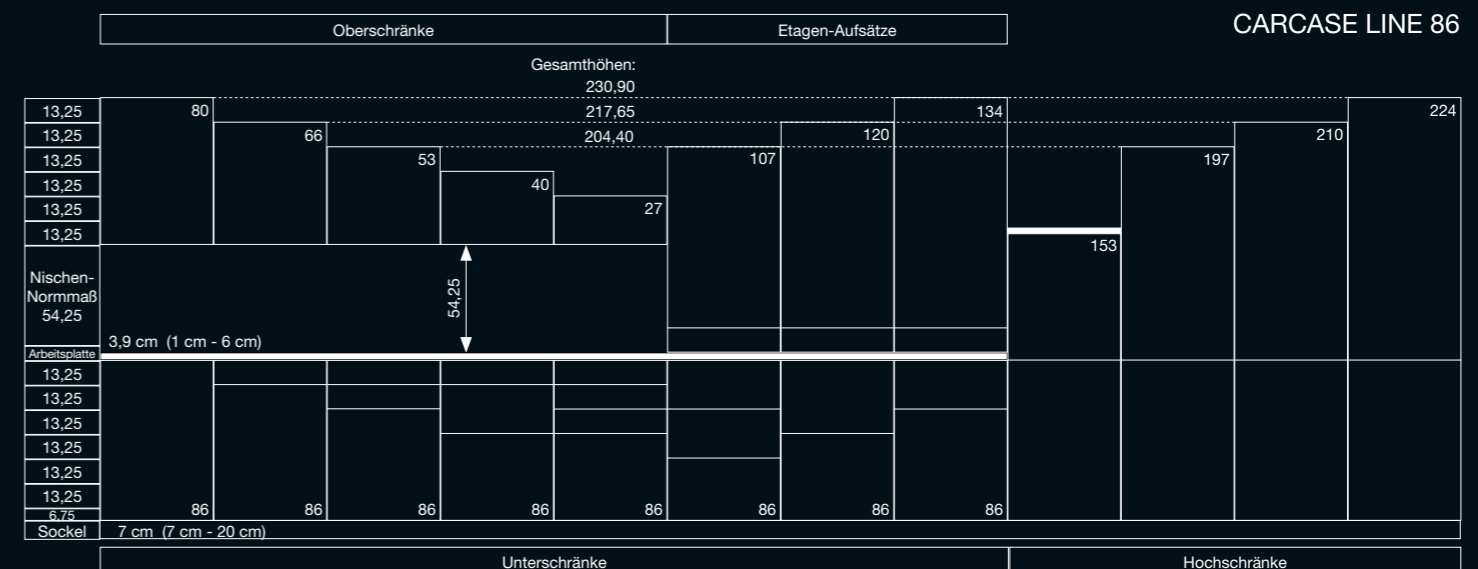 Oberschränke
Etagen-Aufsätze
CARCASE LINE 86
Gesamthöhen:
230,90
13,25 80 217,65 134 224
13,25 66 204,40 120 210
13,25 53 107 197
13,25 40
13,25 27
13,25 153
Nischen-
Normmaß
54,25
54,25
3,9 cm (1 cm - 6 cm)
Arbeitsplatte
13,25
13,25
13,25
13,25
13,25
13,25
6,75 86 86 86 86 86 86 86 86
Sockel 7 cm (7 cm - 20 cm)
Unterschränke
Hochschränke